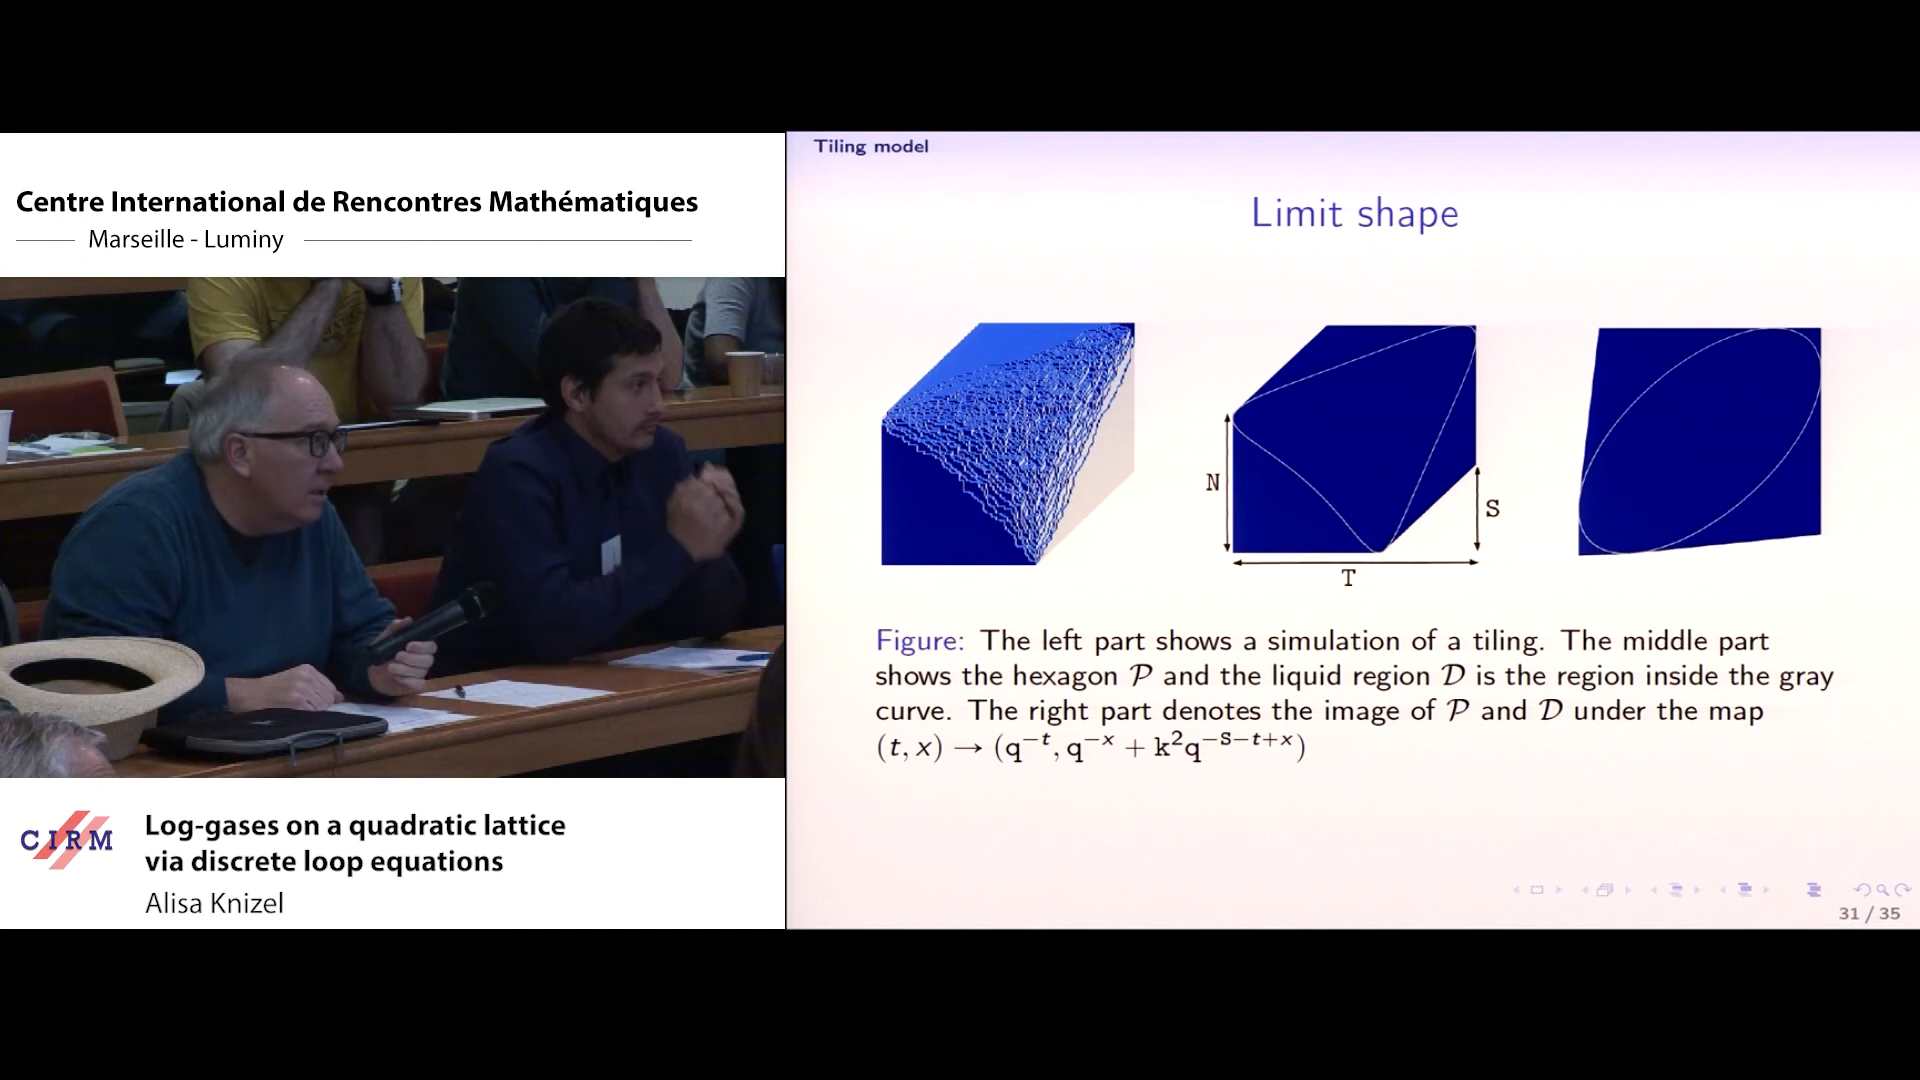 Centre International de Rencontres Mathématiques
Marseille - Luminy
CIRM
Log-gases on a quadratic lattice
via discrete loop equations
Alisa Knizel
Tiling model
Limit shape
N
T
S
Figure: The left part shows a simulation of a tiling. The middle part
shows the hexagon 𝒫 and the liquid region 𝒟 is the region inside the gray
curve. The right part denotes the image of 𝒫 and 𝒟 under the map
(t, x) → (q⁻ᵗ, q⁻ˣ + k²q^{−S−t+x})
31 / 35